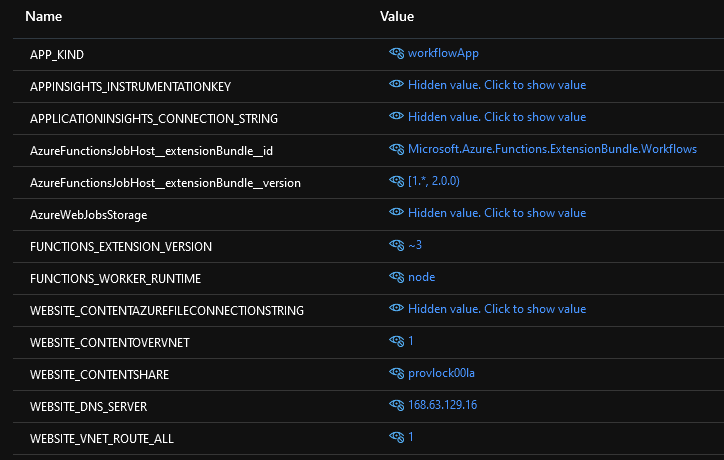 Name Value
APP_KIND workflowApp
APPINSIGHTS_INSTRUMENTATIONKEY Hidden value. Click to show value
APPLICATIONINSIGHTS_CONNECTION_STRING Hidden value. Click to show value
AzureFunctionsJobHost__extensionBundle__id Microsoft.Azure.Functions.ExtensionBundle.Workflows
AzureFunctionsJobHost__extensionBundle__version [1.*, 2.0.0)
AzureWebJobsStorage Hidden value. Click to show value
FUNCTIONS_EXTENSION_VERSION ~3
FUNCTIONS_WORKER_RUNTIME node
WEBSITE_CONTENTAZUREFILECONNECTIONSTRING Hidden value. Click to show value
WEBSITE_CONTENTOVERVNET 1
WEBSITE_CONTENTSHARE provlock00la
WEBSITE_DNS_SERVER 168.63.129.16
WEBSITE_VNET_ROUTE_ALL 1